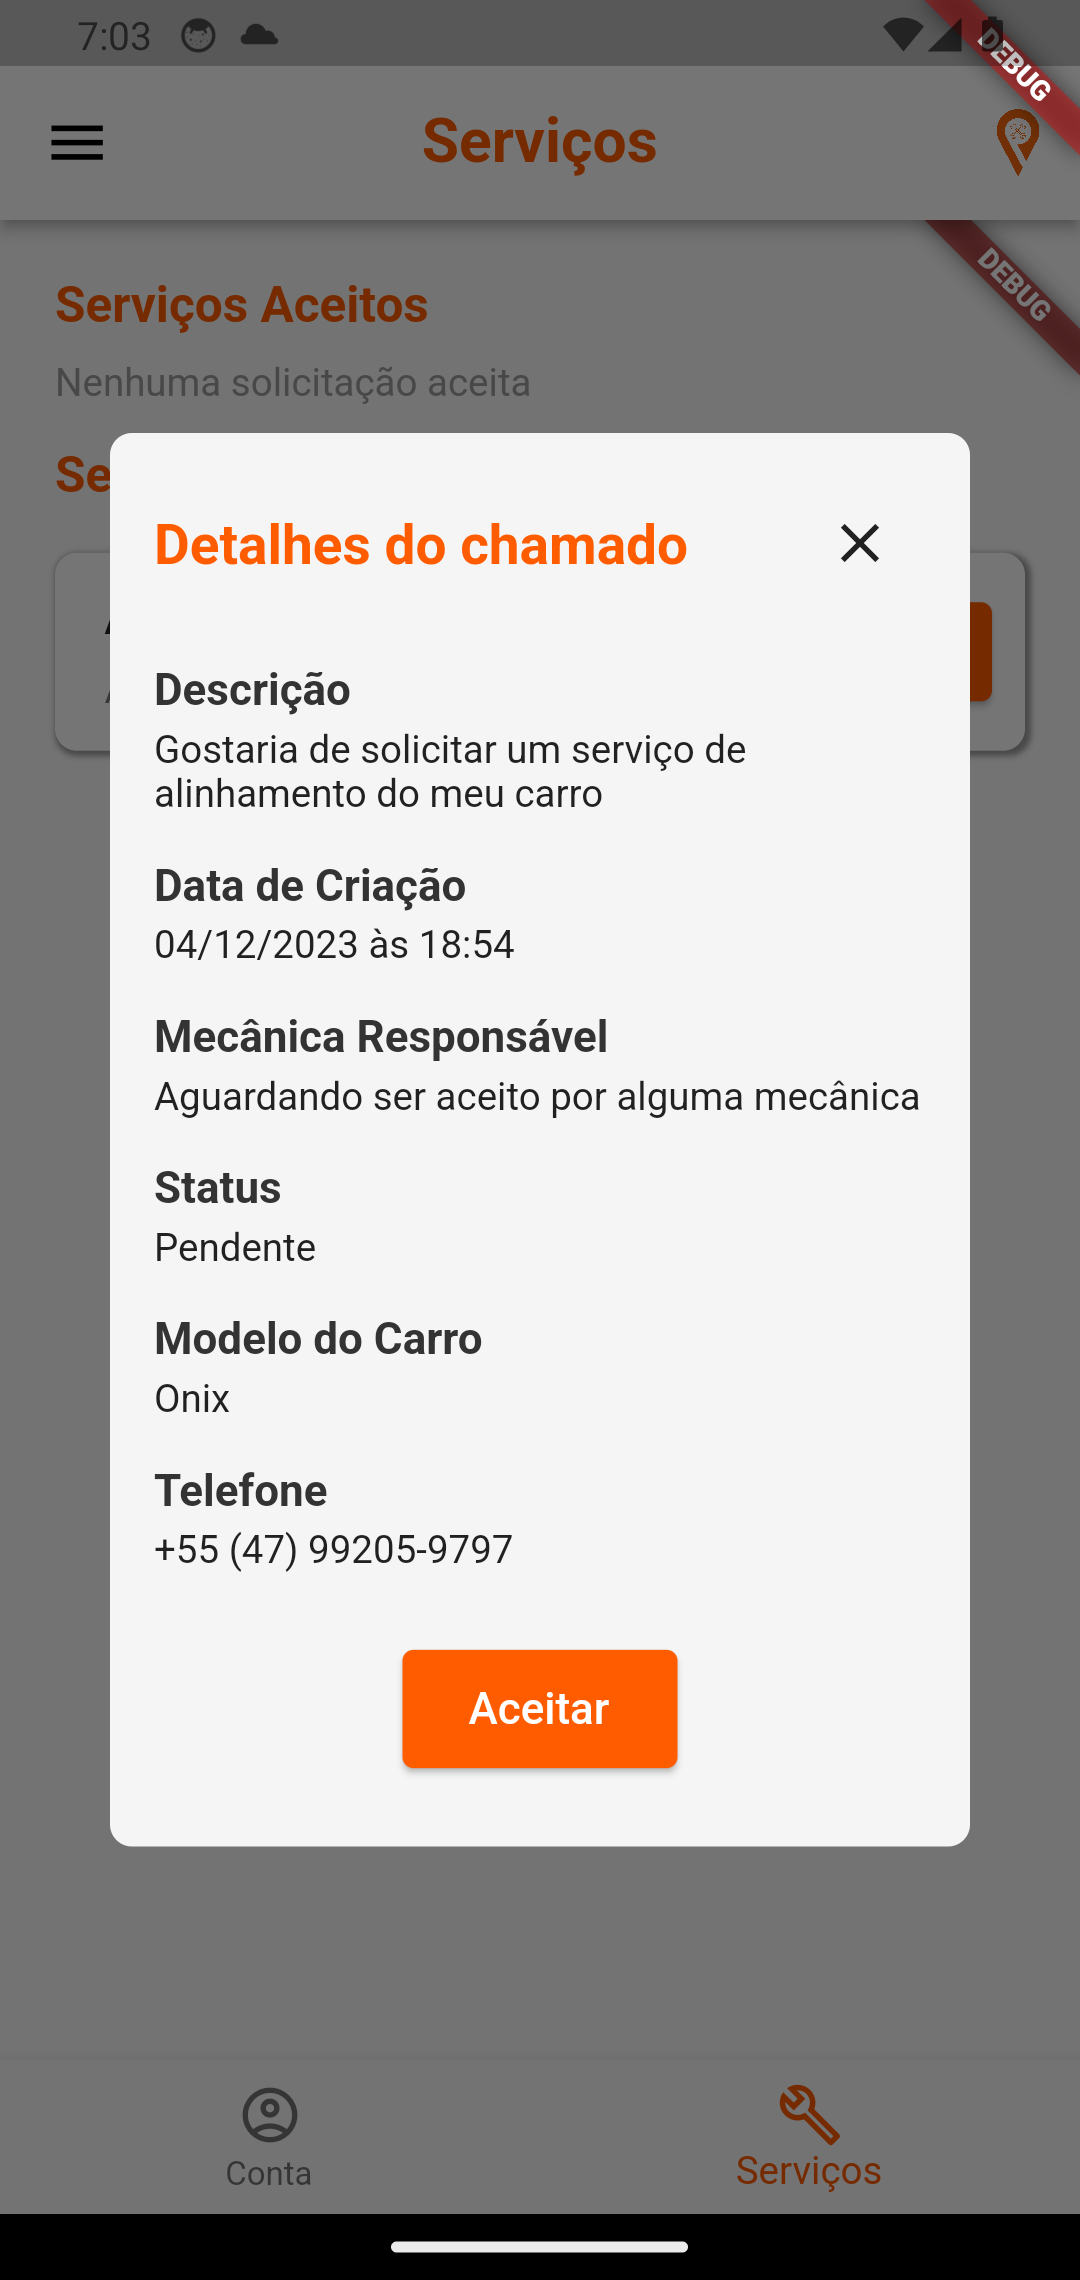 7:03
DEBUG
Serviços
DEBUG
Serviços Aceitos
Nenhuma solicitação aceita
Se
Detalhes do chamado
Descrição
Gostaria de solicitar um serviço de
alinhamento do meu carro
Data de Criação
04/12/2023 às 18:54
Mecânica Responsável
Aguardando ser aceito por alguma mecânica
Status
Pendente
Modelo do Carro
Onix
Telefone
+55 (47) 99205-9797
Aceitar
Conta
Serviços